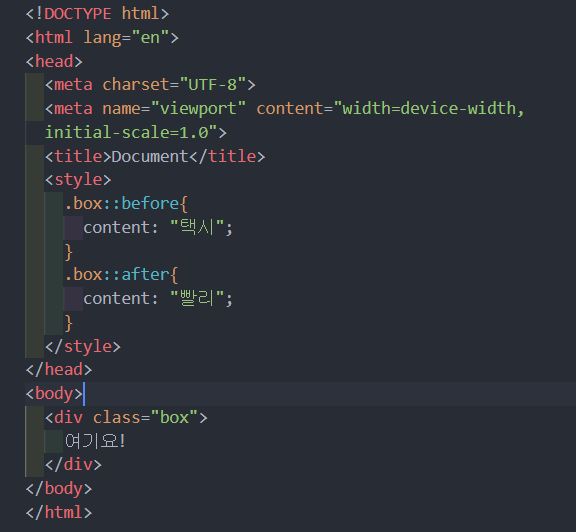 <!DOCTYPE html>
<html lang="en">
<head>
  <meta charset="UTF-8">
  <meta name="viewport" content="width=device-width,
  initial-scale=1.0">
  <title>Document</title>
  <style>
    .box::before{
      content: "택시";
    }
    .box::after{
      content: "빨리";
    }
  </style>
</head>
<body>
  <div class="box">
    여기요!
  </div>
</body>
</html>